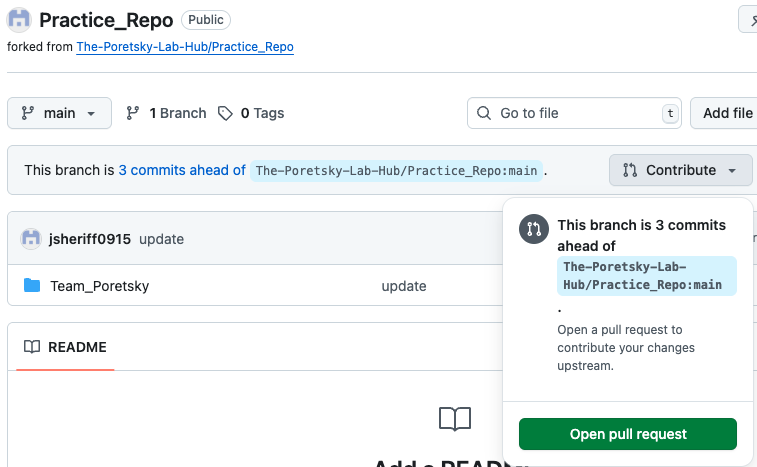 Practice_Repo Public
forked from The-Poretsky-Lab-Hub/Practice_Repo
main 1 Branch 0 Tags Go to file t Add file
This branch is 3 commits ahead of The-Poretsky-Lab-Hub/Practice_Repo:main .
Contribute
jsheriff0915 update
Team_Poretsky update
README
This branch is 3 commits
ahead of
The-Poretsky-Lab-
Hub/Practice_Repo:main
.
Open a pull request to
contribute your changes
upstream.
Open pull request
Add a README